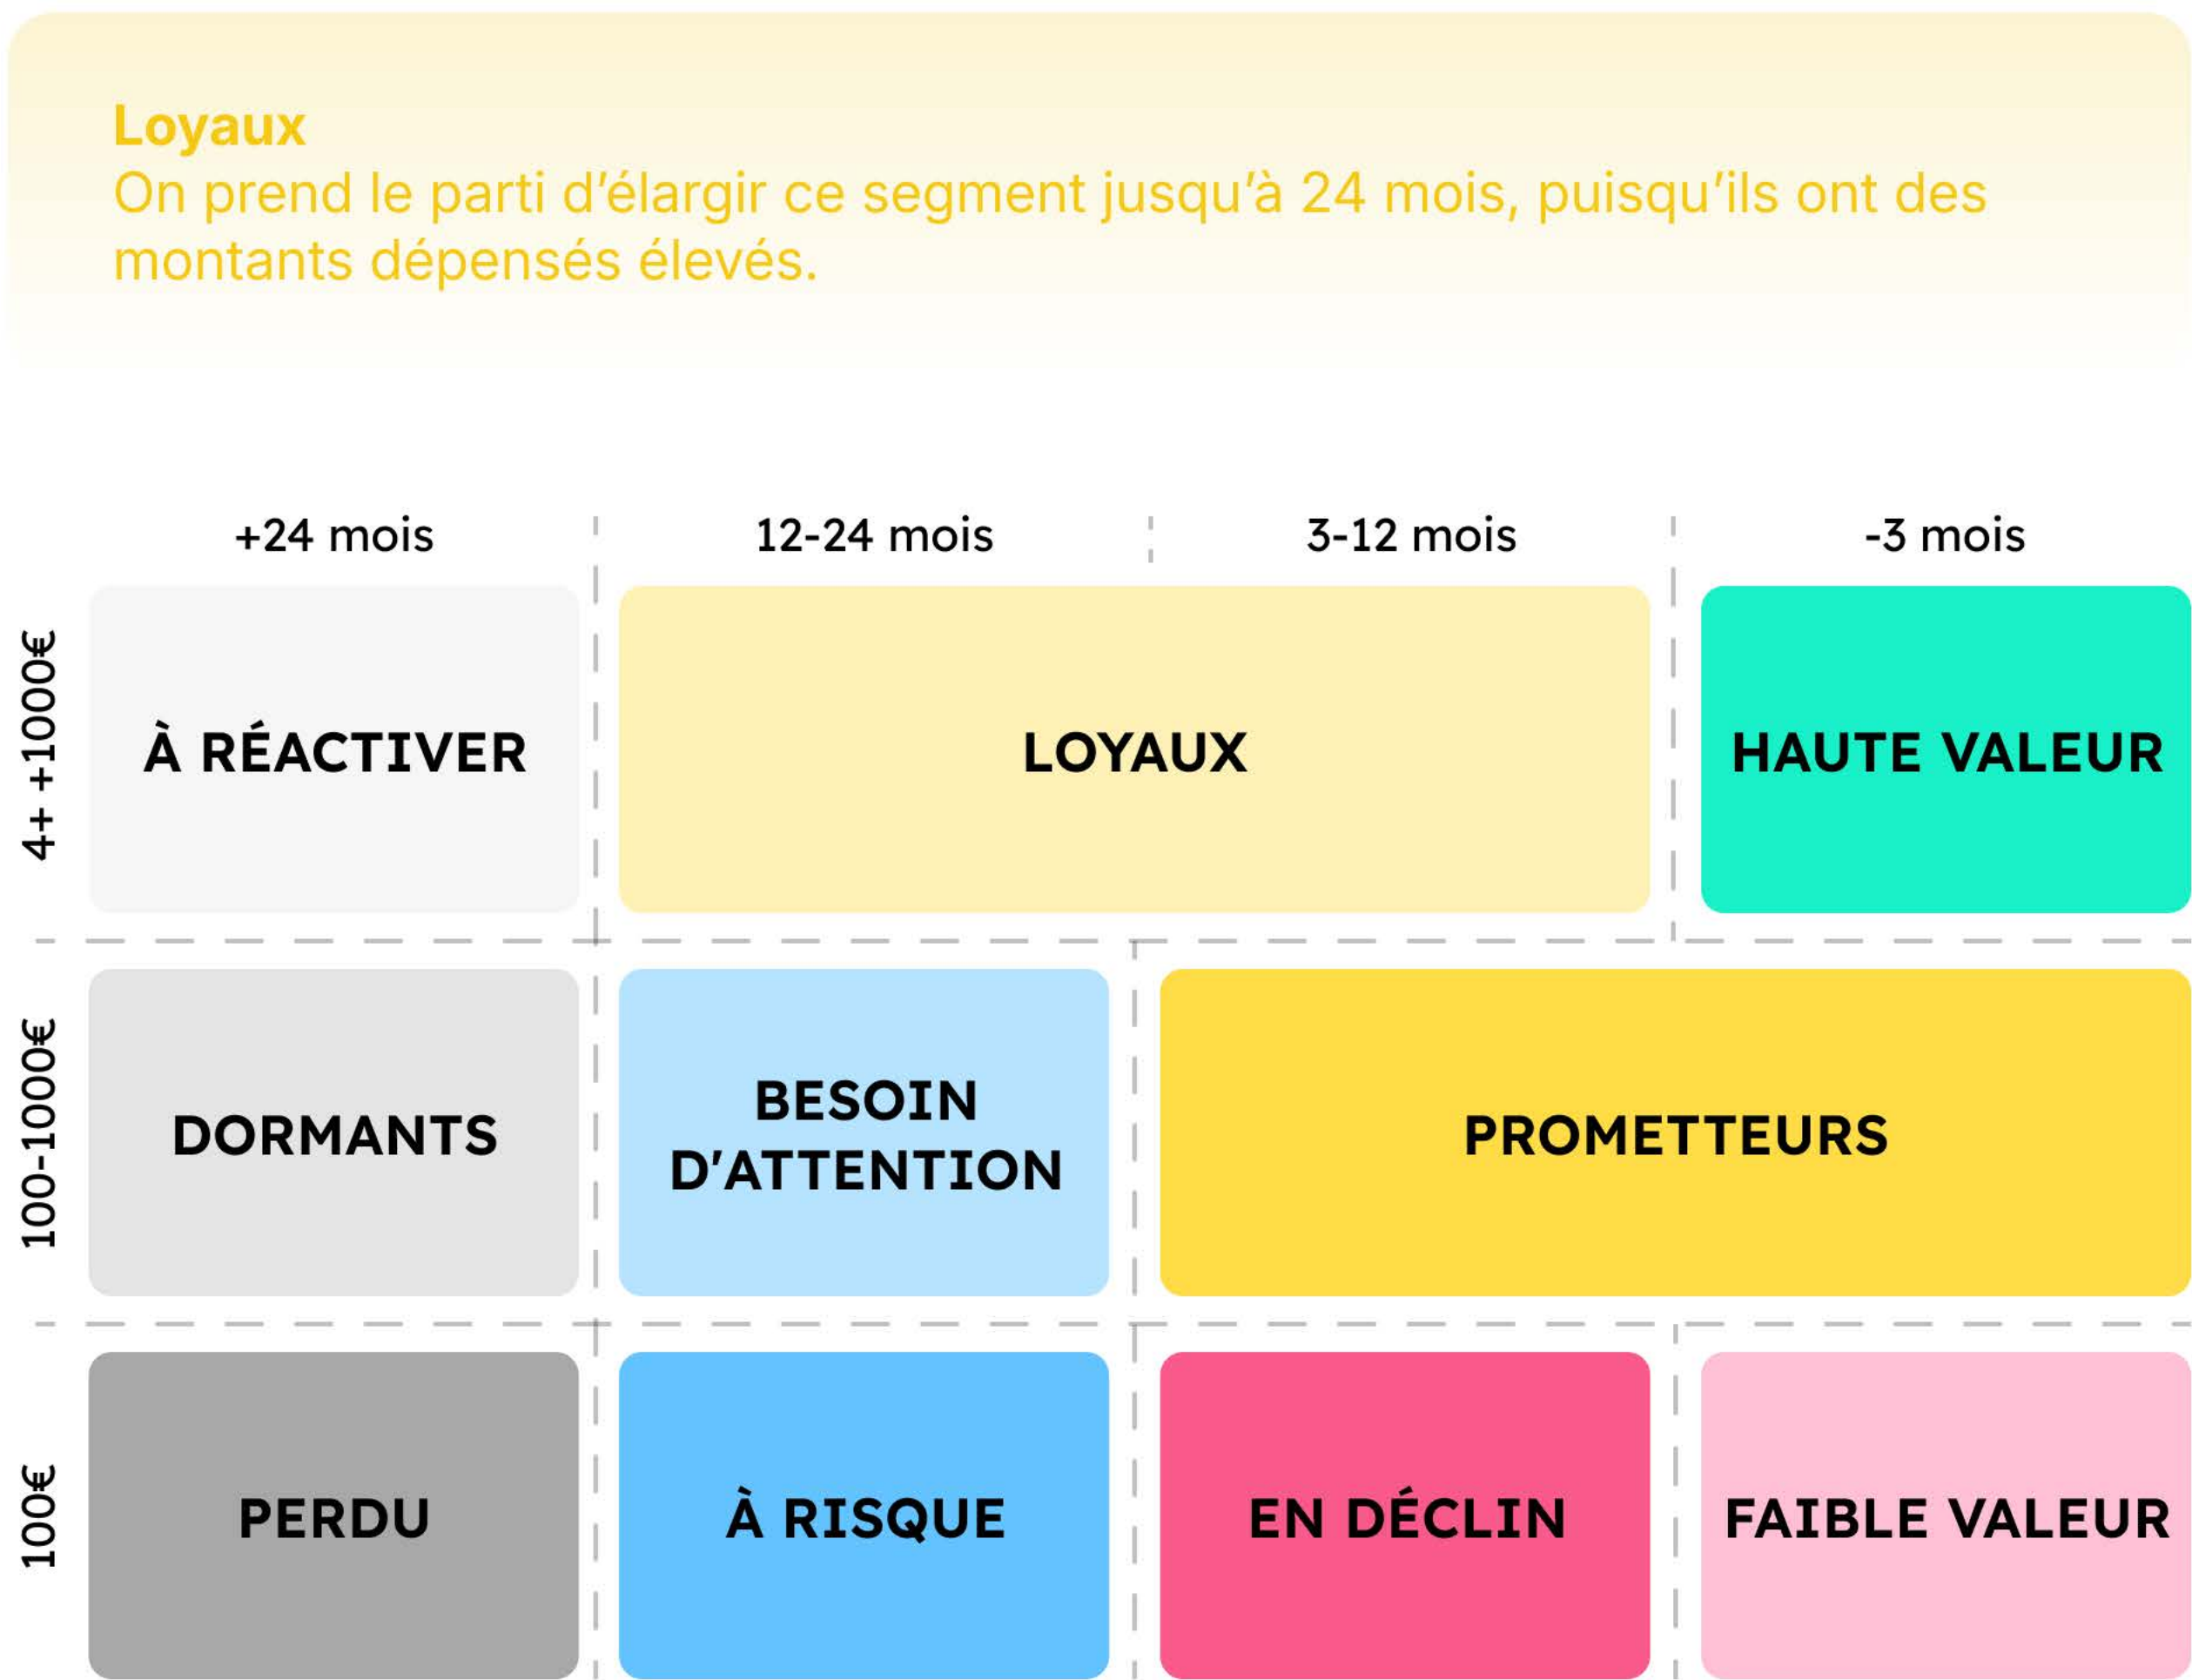 Loyaux
On prend le parti d’élargir ce segment jusqu’à 24 mois, puisqu’ils ont des
montants dépensés élevés.
+24 mois
12-24 mois
3-12 mois
-3 mois
4+ +1000€
À RÉACTIVER
LOYAUX
HAUTE VALEUR
100-1000€
DORMANTS
BESOIN
D’ATTENTION
PROMETTEURS
100€
PERDU
À RISQUE
EN DÉCLIN
FAIBLE VALEUR